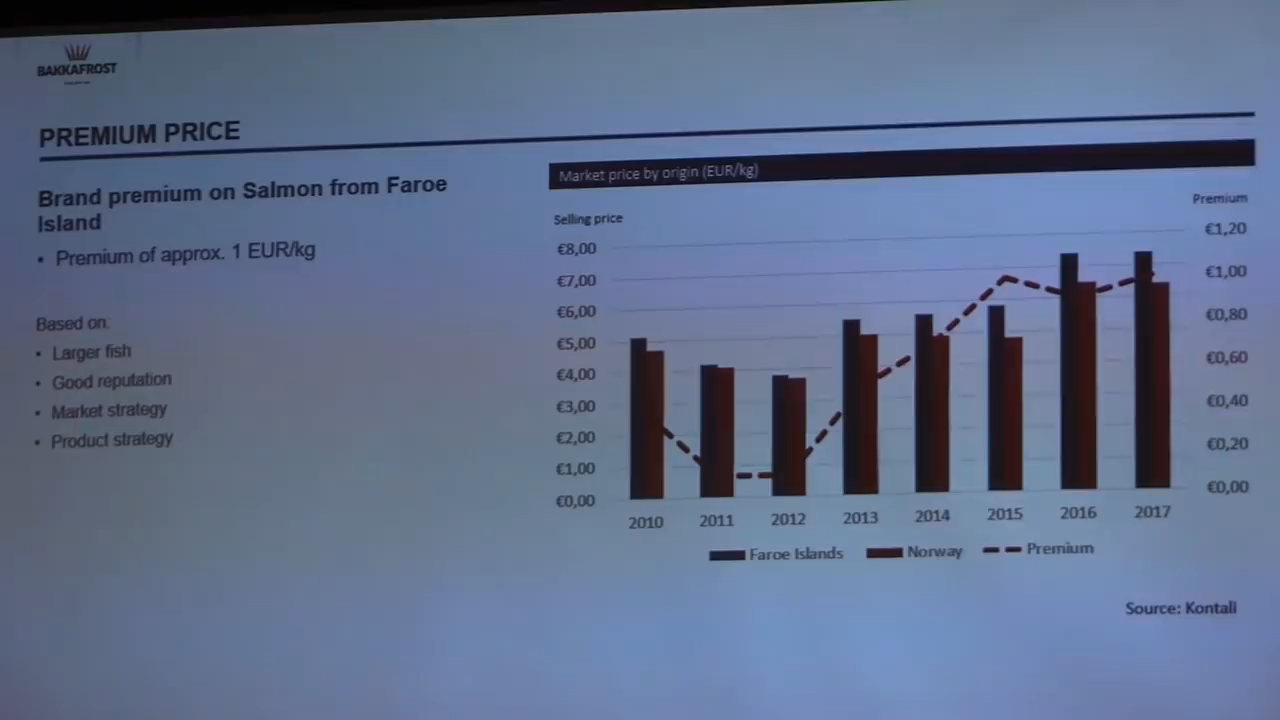 BAKKAFROST
PREMIUM PRICE
Brand premium on Salmon from Faroe
Island
• Premium of approx. 1 EUR/kg
Based on:
• Larger fish
• Good reputation
• Market strategy
• Product strategy
Market price by origin (EUR/kg)
Selling price
Premium
€8,00
€7,00
€6,00
€5,00
€4,00
€3,00
€2,00
€1,00
€0,00
€1,20
€1,00
€0,80
€0,60
€0,40
€0,20
€0,00
2010 2011 2012 2013 2014 2015 2016 2017
Faroe Islands Norway Premium
Source: Kontali